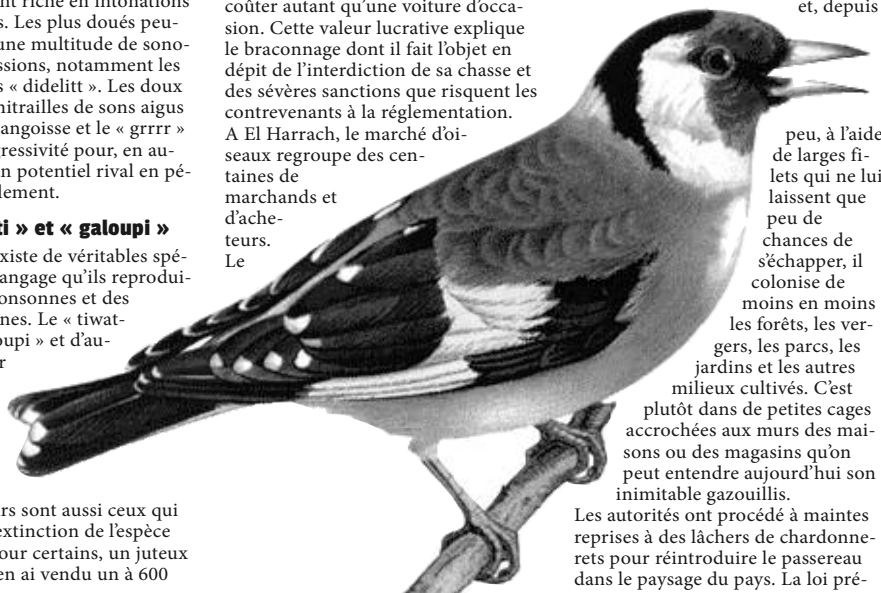 nt riche en intonations
s. Les plus doués peu-
une multitude de sono-
ssions, notamment les
s « didelitt ». Les doux
mitrailles de sons aigus
angoisse et le « grrrr »
gressivité pour, en au-
n potentiel rival en pé-
lement.
ti » et « galoupi »
xiste de véritables spé-
angage qu'ils reprodui-
onsonnes et des
nes. Le « tiwat-
oupi » et d'au-
r
rs sont aussi ceux qui
extinction de l'espèce
our certains, un juteux
en ai vendu un à 600
coûter autant qu'une voiture d'occa-
sion. Cette valeur lucrative explique
le braconnage dont il fait l'objet en
dépit de l'interdiction de sa chasse et
des sévères sanctions que risquent les
contrevenants à la réglementation.
A El Harrach, le marché d'oi-
seaux regroupe des cen-
taines de
marchands et
d'ache-
teurs.
Le
et, depuis
peu, à l'aide
de larges fi-
lets qui ne lui
laissent que
peu de
chances de
s'échapper, il
colonise de
moins en moins
les forêts, les ver-
gers, les parcs, les
jardins et les autres
milieux cultivés. C'est
plutôt dans de petites cages
accrochées aux murs des mai-
sons ou des magasins qu'on
peut entendre aujourd'hui son
inimitable gazouillis.
Les autorités ont procédé à maintes
reprises à des lâchers de chardonne-
rets pour réintroduire le passereau
dans le paysage du pays. La loi pré-